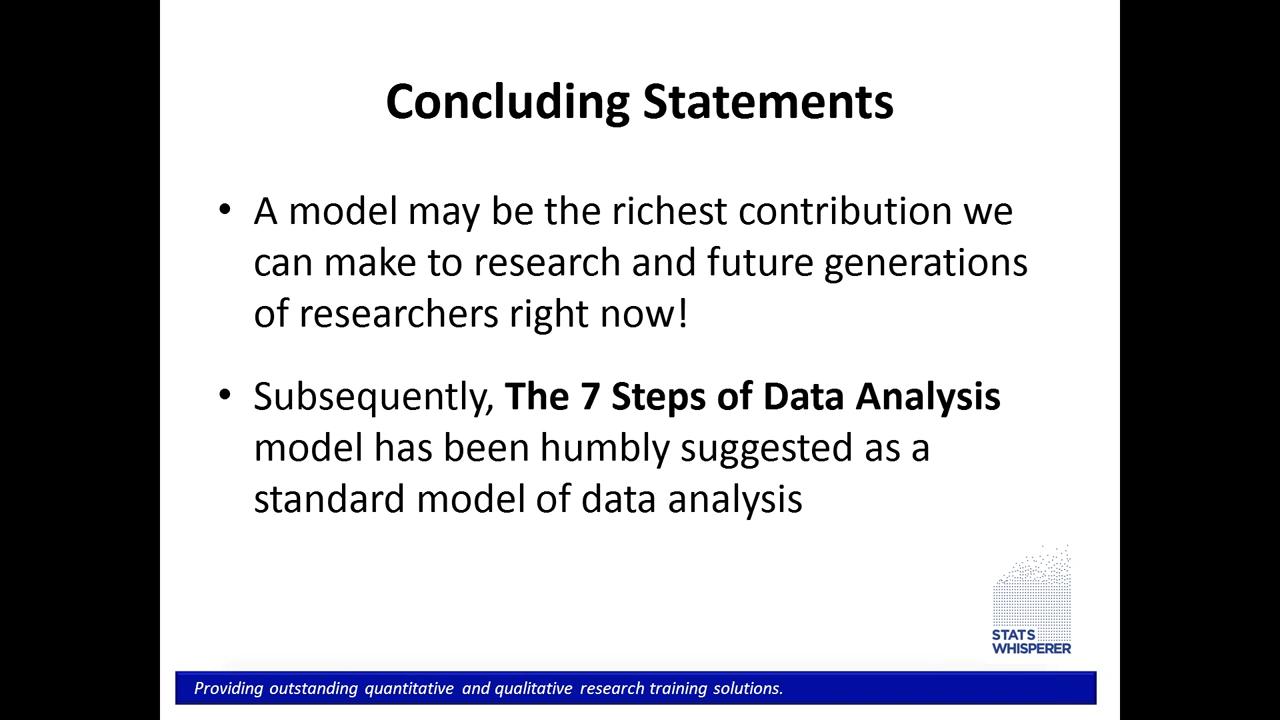 Concluding Statements
• A model may be the richest contribution we
can make to research and future generations
of researchers right now!
• Subsequently, The 7 Steps of Data Analysis
model has been humbly suggested as a
standard model of data analysis
STATS
WHISPERER
Providing outstanding quantitative and qualitative research training solutions.